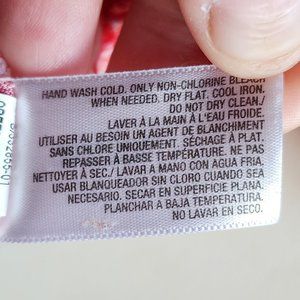 HAND WASH COLD. ONLY NON-CHLORINE BLEACH
WHEN NEEDED. DRY FLAT. COOL IRON.
DO NOT DRY CLEAN./
LAVER À LA MAIN À L'EAU FROIDE.
UTILISER AU BESOIN UN AGENT DE BLANCHIMENT
SANS CHLORE UNIQUEMENT. SÉCHAGE À PLAT.
REPASSER À BASSE TEMPÉRATURE. NE PAS
NETTOYER À SEC./ LAVAR A MANO CON AGUA FRIA.
USAR BLANQUEADOR SIN CLORO CUANDO SEA
NECESARIO. SECAR EN SUPERFICIE PLANA.
PLANCHAR A BAJA TEMPERATURA.
NO LAVAR EN SECO.